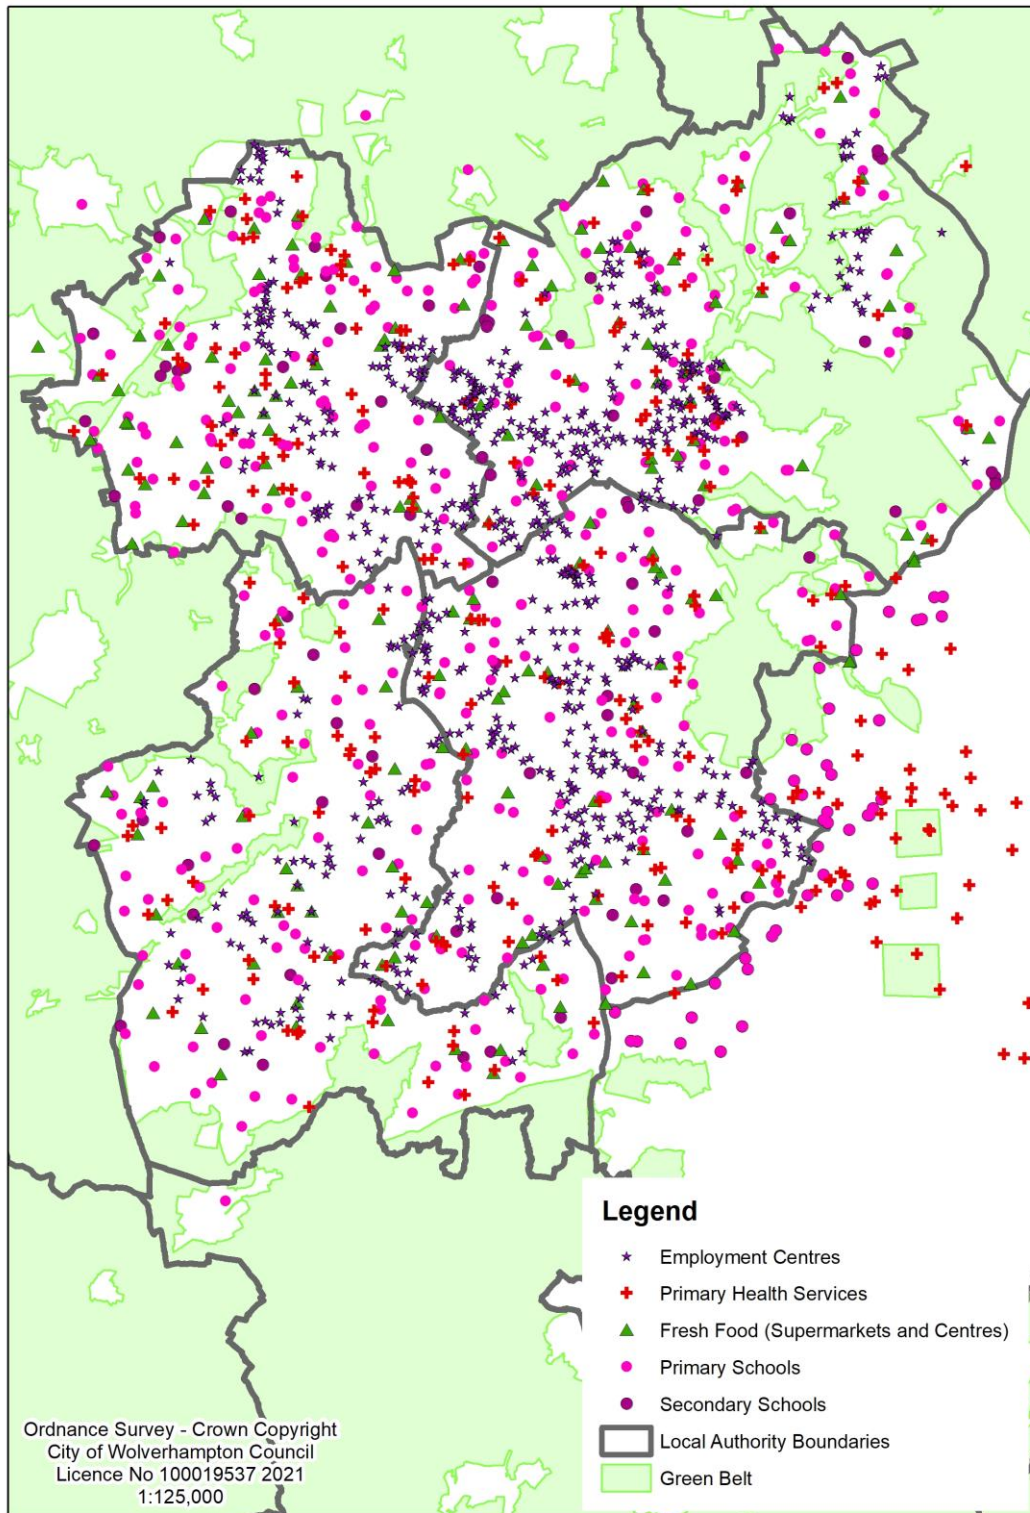 Legend
Employment Centres
Primary Health Services
Fresh Food (Supermarkets and Centres)
Primary Schools
Secondary Schools
Local Authority Boundaries
Green Belt
Ordnance Survey - Crown Copyright
City of Wolverhampton Council
Licence No 100019537 2021
1:125,000